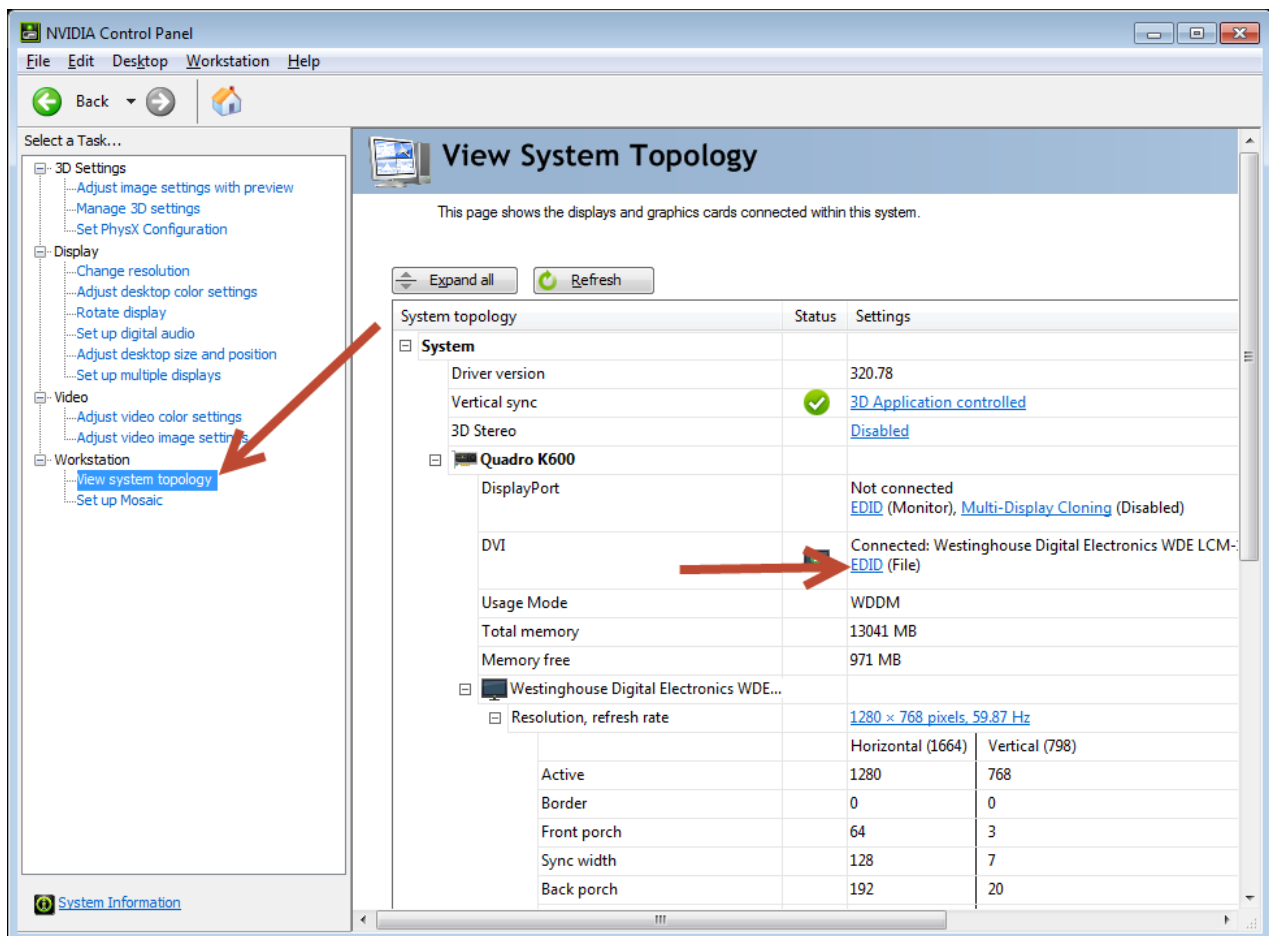 NVIDIA Control Panel
File Edit Desktop Workstation Help
Back
Select a Task...
3D Settings
Adjust image settings with preview
Manage 3D settings
Set PhysX Configuration
Display
Change resolution
Adjust desktop color settings
Rotate display
Set up digital audio
Adjust desktop size and position
Set up multiple displays
Video
Adjust video color settings
Adjust video image settings
Workstation
View system topology
Set up Mosaic
System Information
View System Topology
This page shows the displays and graphics cards connected within this system.
Expand all Refresh
System topology Status Settings
System
Driver version 320.78
Vertical sync 3D Application controlled
3D Stereo Disabled
Quadro K600
DisplayPort Not connected
EDID (Monitor), Multi-Display Cloning (Disabled)
DVI Connected: Westinghouse Digital Electronics WDE LCM-
EDID (File)
Usage Mode WDDM
Total memory 13041 MB
Memory free 971 MB
Westinghouse Digital Electronics WDE...
Resolution, refresh rate 1280 × 768 pixels, 59.87 Hz
Horizontal (1664) Vertical (798)
Active 1280 768
Border 0 0
Front porch 64 3
Sync width 128 7
Back porch 192 20